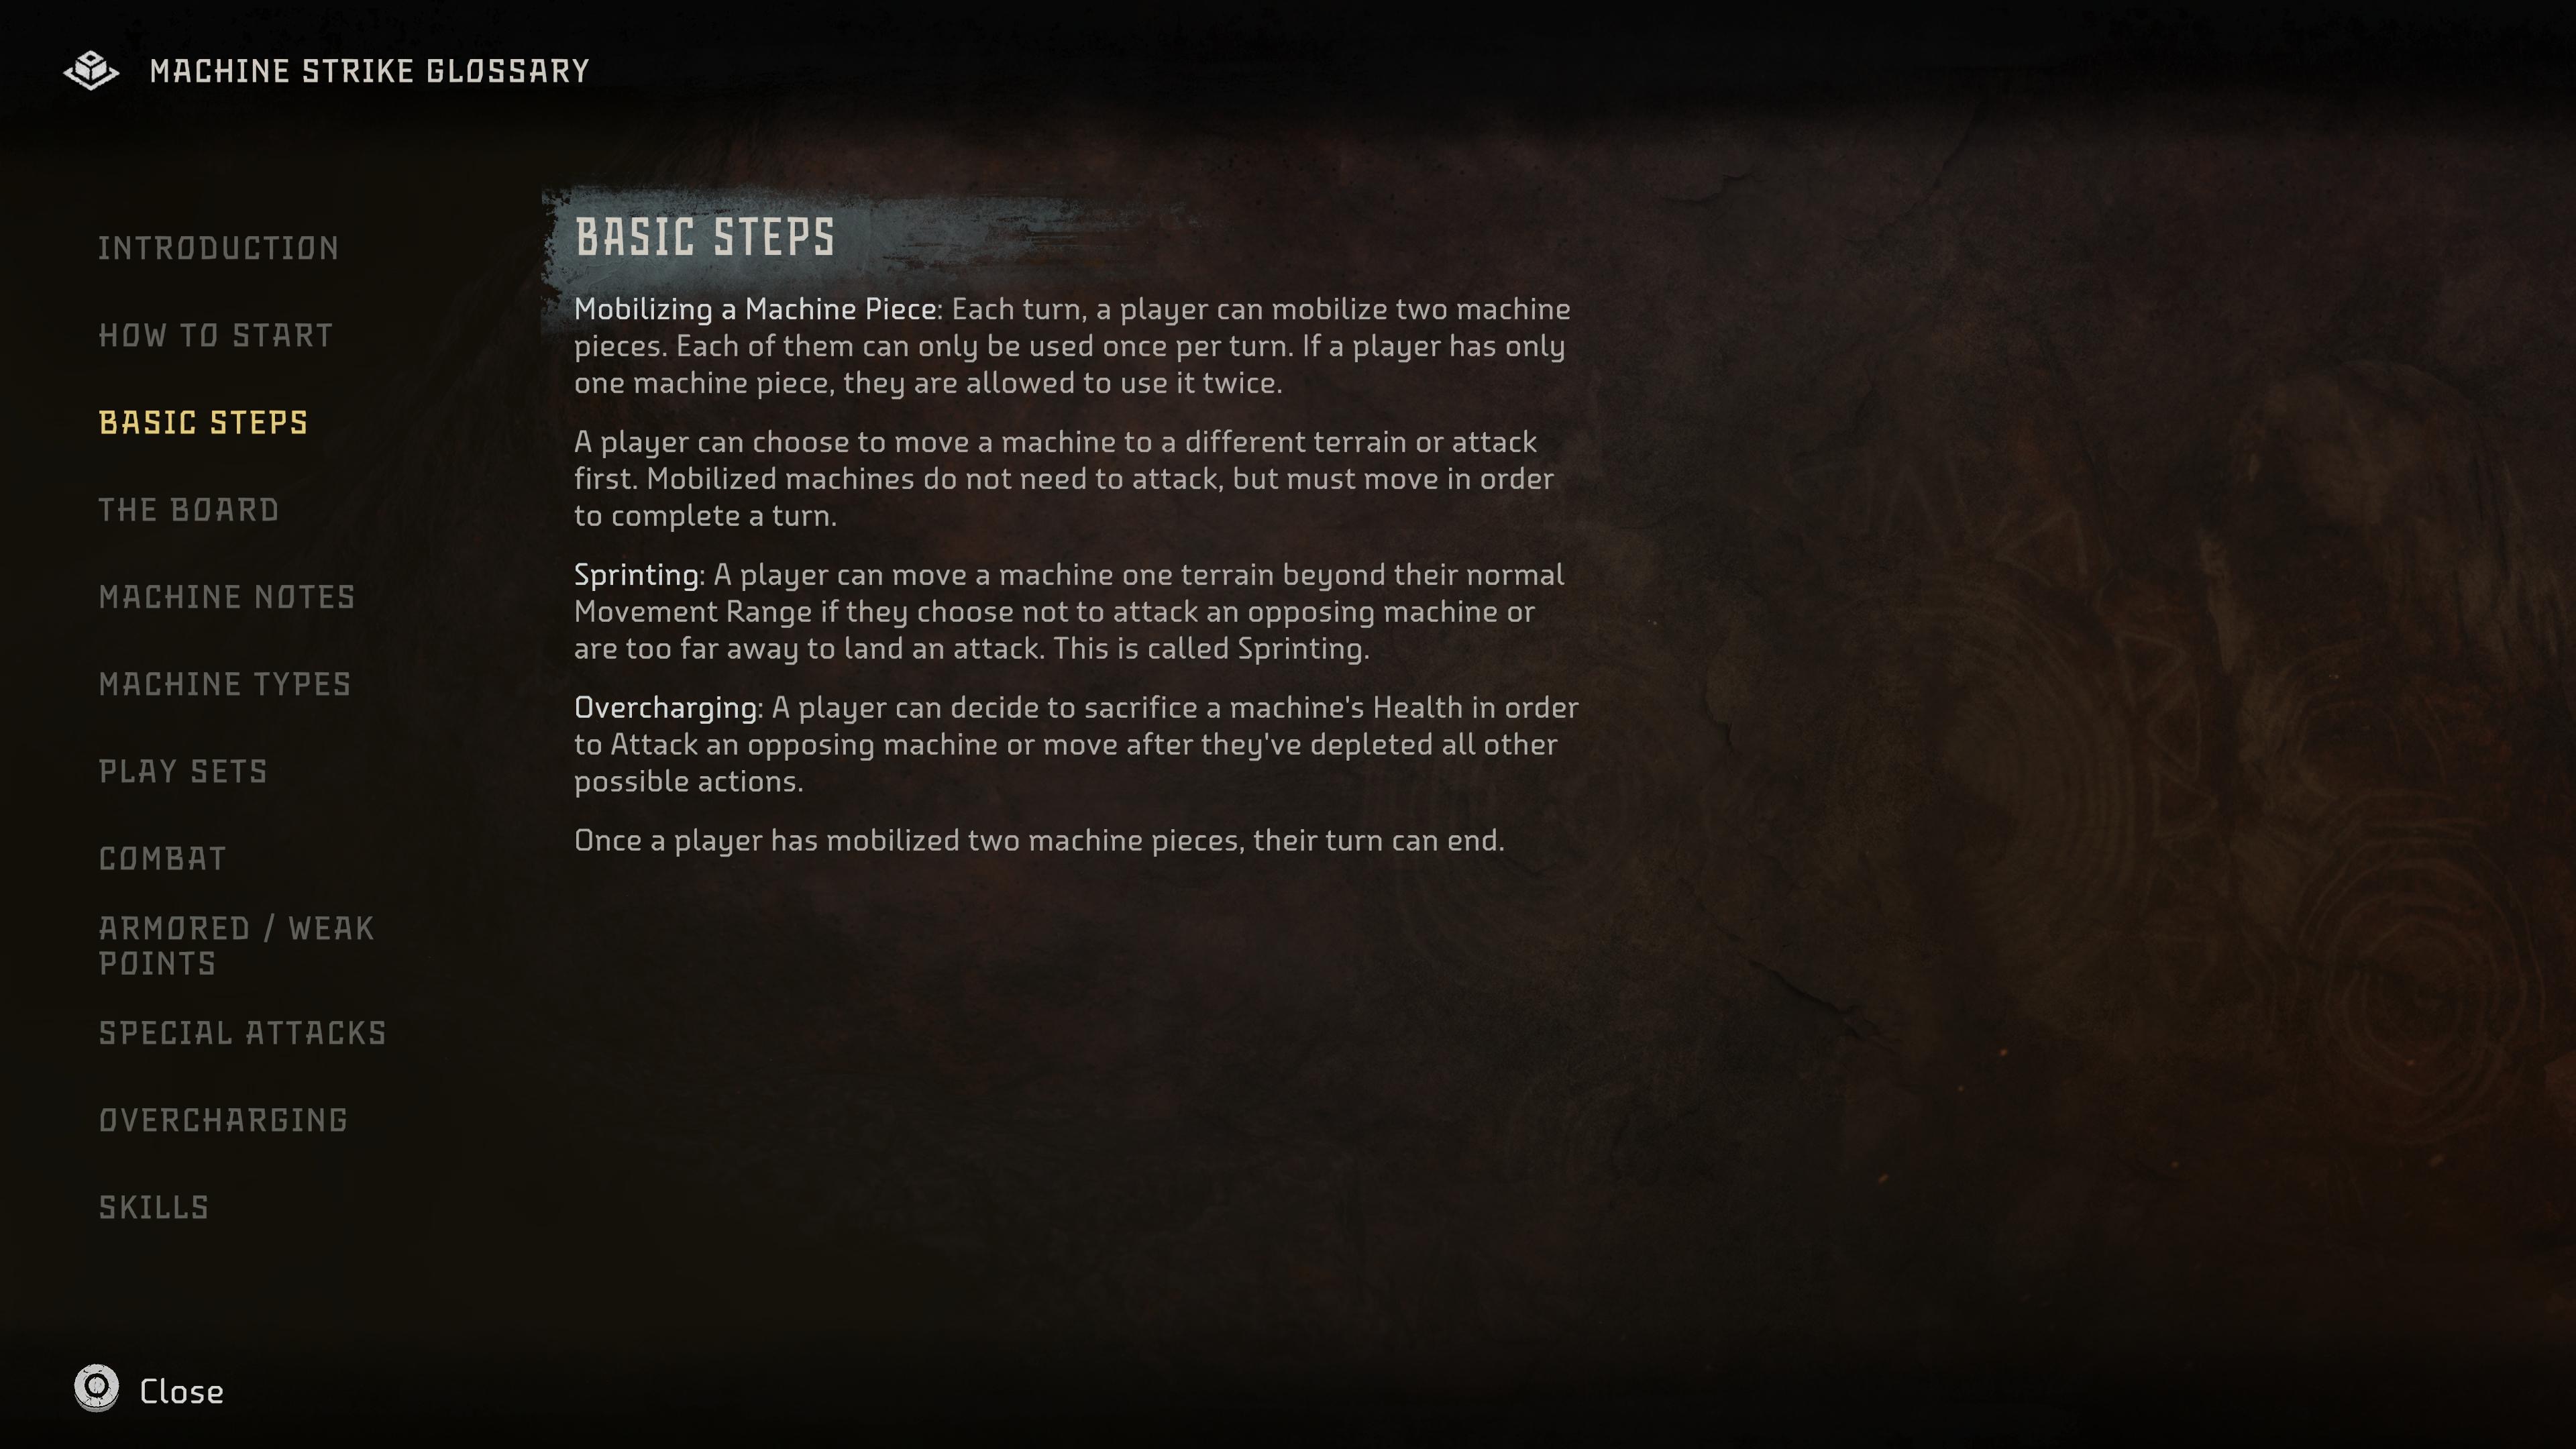 MACHINE STRIKE GLOSSARY
INTRODUCTION
HOW TO START
BASIC STEPS
THE BOARD
MACHINE NOTES
MACHINE TYPES
PLAY SETS
COMBAT
ARMORED / WEAK
POINTS
SPECIAL ATTACKS
OVERCHARGING
SKILLS
BASIC STEPS
Mobilizing a Machine Piece: Each turn, a player can mobilize two machine
pieces. Each of them can only be used once per turn. If a player has only
one machine piece, they are allowed to use it twice.
A player can choose to move a machine to a different terrain or attack
first. Mobilized machines do not need to attack, but must move in order
to complete a turn.
Sprinting: A player can move a machine one terrain beyond their normal
Movement Range if they choose not to attack an opposing machine or
are too far away to land an attack. This is called Sprinting.
Overcharging: A player can decide to sacrifice a machine's Health in order
to Attack an opposing machine or move after they've depleted all other
possible actions.
Once a player has mobilized two machine pieces, their turn can end.
Close